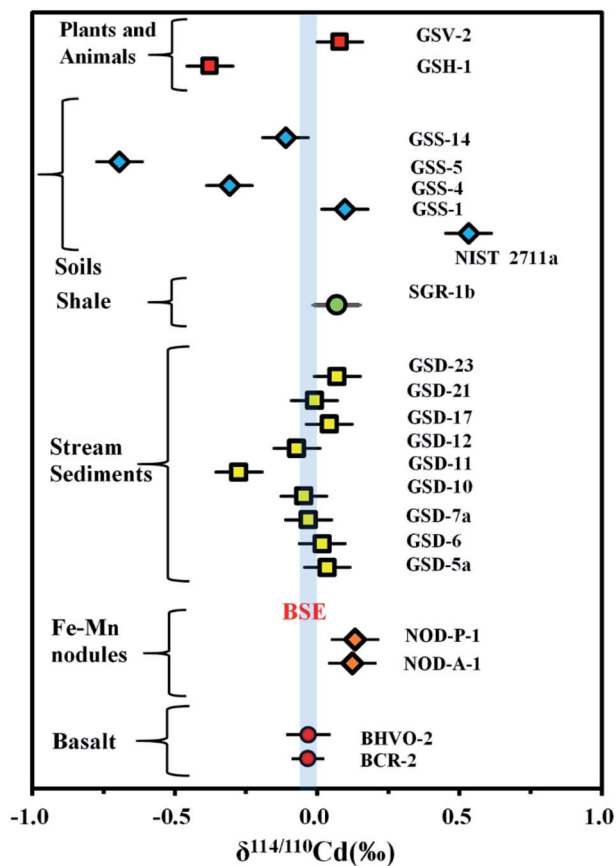 Plants and
Animals
GSV-2
GSH-1
GSS-14
GSS-5
GSS-4
GSS-1
NIST 2711a
Soils
Shale
SGR-1b
GSD-23
GSD-21
GSD-17
GSD-12
GSD-11
GSD-10
GSD-7a
GSD-6
GSD-5a
Stream
Sediments
BSE
Fe-Mn
nodules
NOD-P-1
NOD-A-1
Basalt
BHVO-2
BCR-2
-1.0 -0.5 0.0 0.5 1.0
δ¹¹⁴/¹¹⁰Cd(‰)